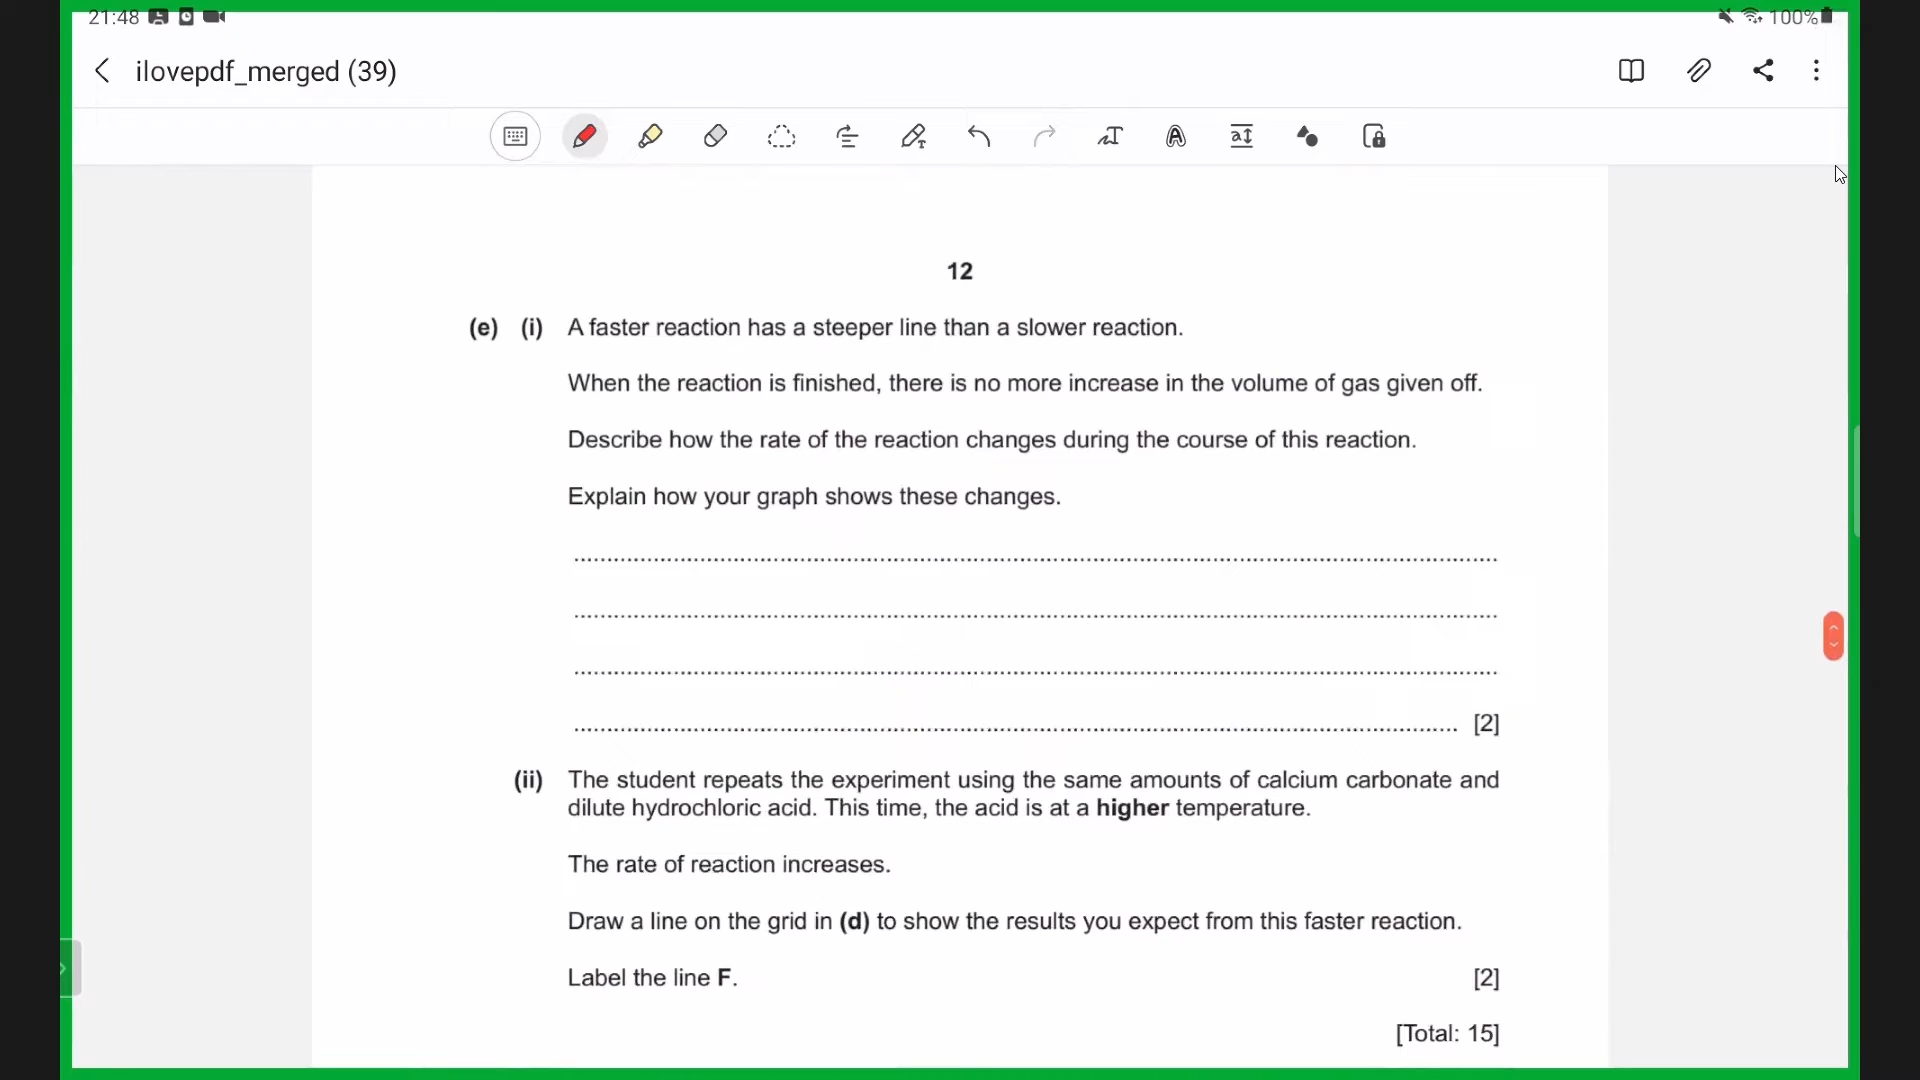 21:48
100%
ilovepdf_merged (39)
12
(e) (i) A faster reaction has a steeper line than a slower reaction.
When the reaction is finished, there is no more increase in the volume of gas given off.
Describe how the rate of the reaction changes during the course of this reaction.
Explain how your graph shows these changes.
[2]
(ii) The student repeats the experiment using the same amounts of calcium carbonate and
dilute hydrochloric acid. This time, the acid is at a higher temperature.
The rate of reaction increases.
Draw a line on the grid in (d) to show the results you expect from this faster reaction.
Label the line F. [2]
[Total: 15]